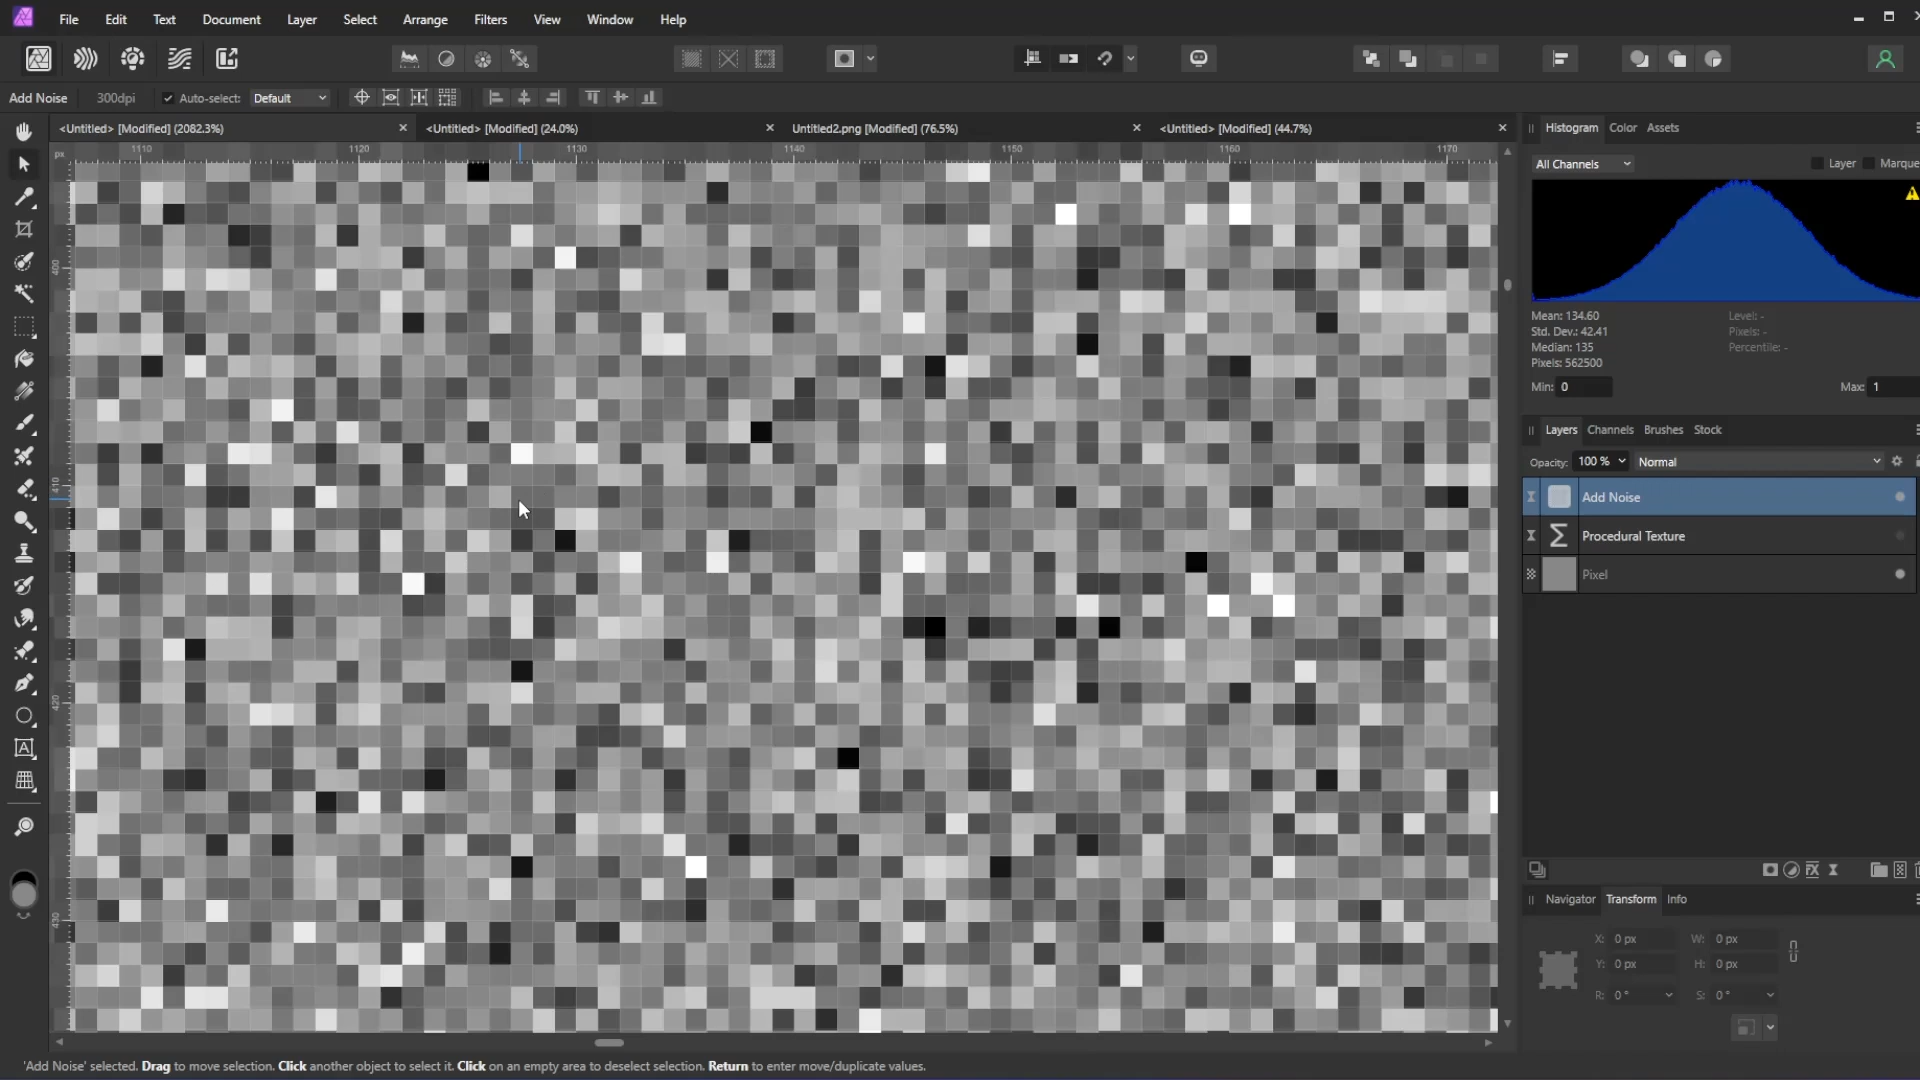 File Edit Text Document Layer Select Arrange Filters View Window Help
Add Noise 300dpi Auto-select: Default
<Untitled> [Modified] (2082.3%) <Untitled> [Modified] (24.0%) Untitled2.png [Modified] (76.5%) <Untitled> [Modified] (44.7%)
px 1110 1120 1130 1140 1150 1160 1170
400
410
420
430
Histogram Color Assets
All Channels Layer Marque
Mean: 134.60 Level: -
Std. Dev.: 42.41 Pixels: -
Median: 135 Percentile: -
Pixels: 562500
Min: 0 Max: 1
Layers Channels Brushes Stock
Opacity: 100 % Normal
Add Noise
Procedural Texture
Pixel
Navigator Transform Info
X: 0 px W: 0 px
Y: 0 px H: 0 px
R: 0 ° S: 0 °
'Add Noise' selected. Drag to move selection. Click another object to select it. Click on an empty area to deselect selection. Return to enter move/duplicate values.